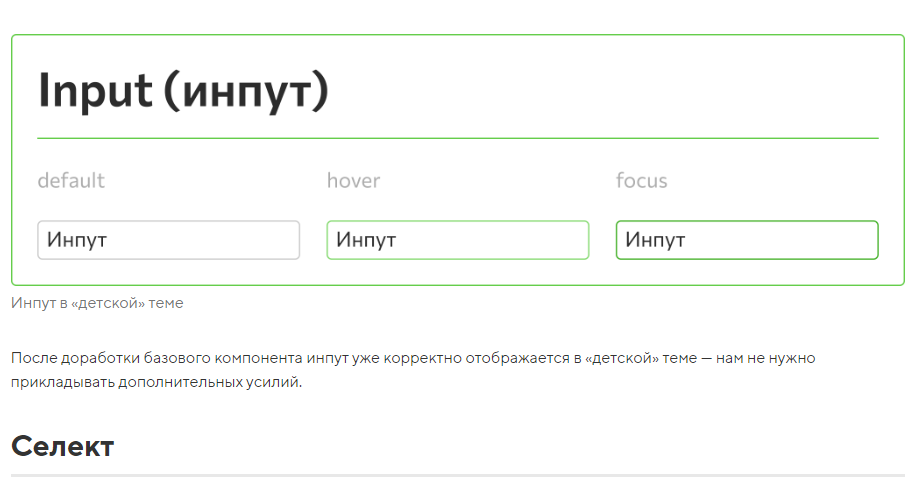 Input (инпут)
default hover focus
Инпут Инпут Инпут
Инпут в «детской» теме
После доработки базового компонента инпут уже корректно отображается в «детской» теме — нам не нужно
прикладывать дополнительных усилий.
Селект